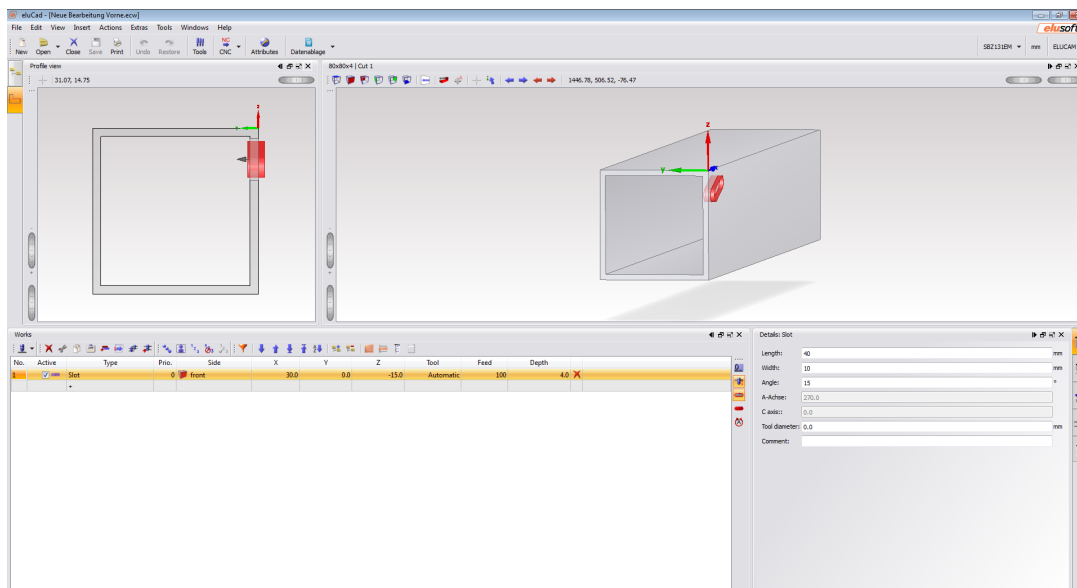 eluCad - [Neue Bearbeitung Vorne.ecw]
File Edit View Insert Actions Extras Tools Windows Help
elusoft
New Open Close Save Print Undo Restore Tools CNC Attributes Datenablage SBZ131EM mm ELUCAM
NC
Profile view 80x80x4 | Cut 1
31.07, 14.75 1446.78, 506.52, -76.47
z
y
Works
No. Active Type Prio. Side X Y Z Tool Feed Depth
1 Slot 0 front 30.0 0.0 -15.0 Automatic 100 4.0
+
Details: Slot
Length: 40 mm
Width: 10 mm
Angle: 15 °
A-Achse: 270.0
C axis:: 0.0
Tool diameter: 0.0 mm
Comment: